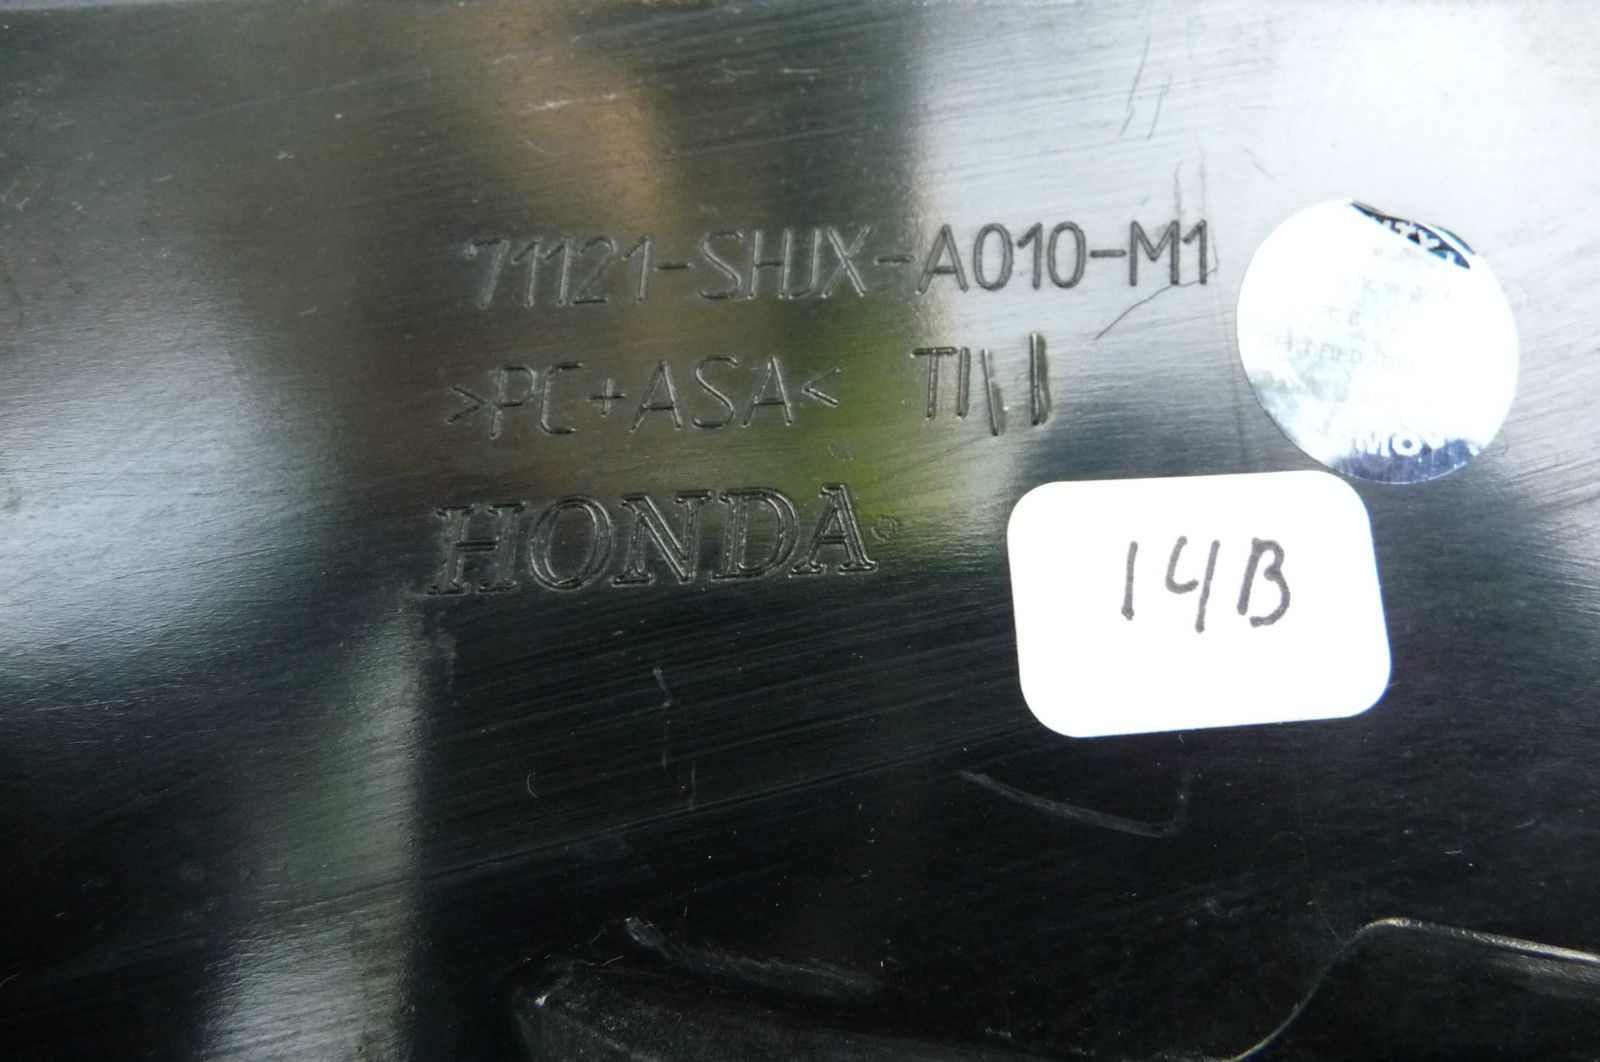 71121-SHJX-A010-M1
>PC+ASA<
HONDA®
14B